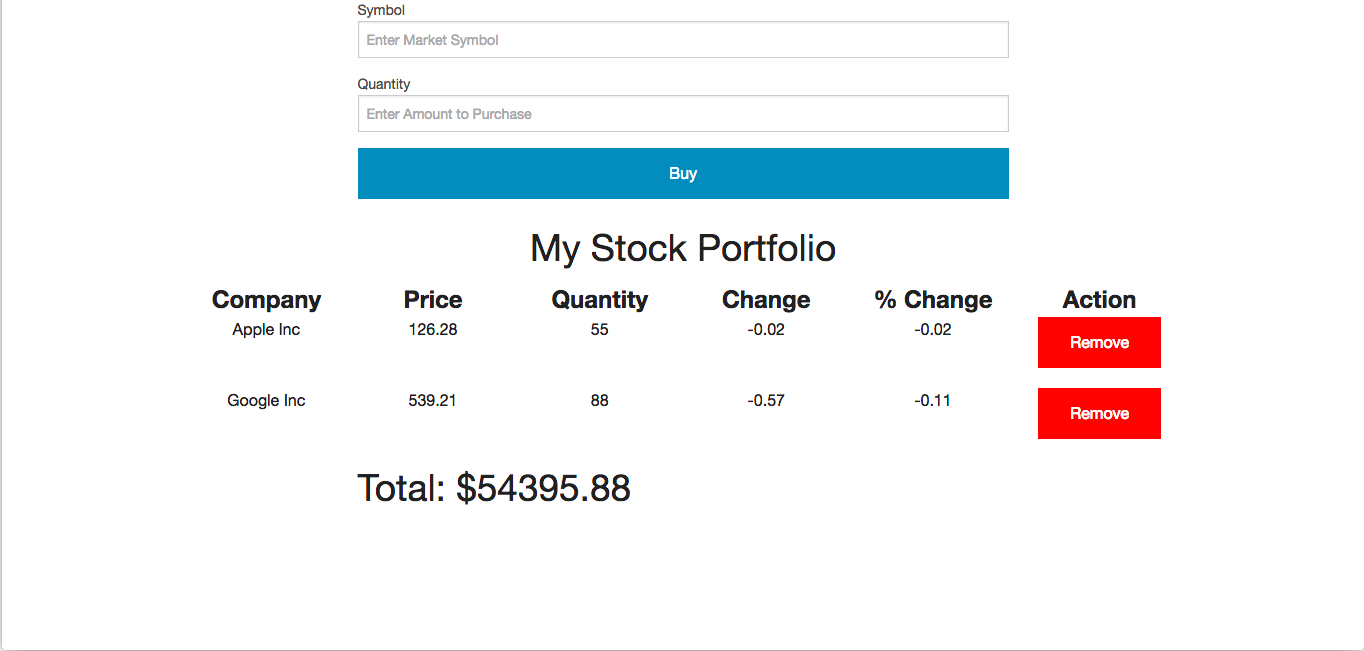 Symbol
Enter Market Symbol
Quantity
Enter Amount to Purchase
Buy
My Stock Portfolio
Company Price Quantity Change % Change Action
Apple Inc 126.28 55 -0.02 -0.02 Remove
Google Inc 539.21 88 -0.57 -0.11 Remove
Total: $54395.88